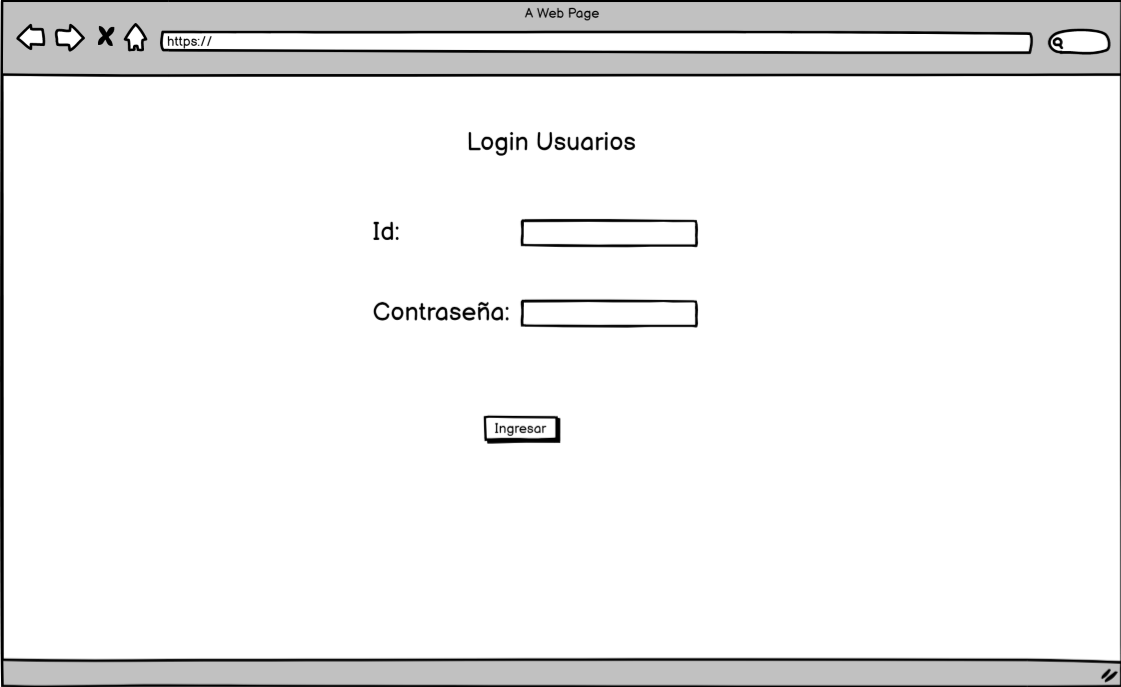 A Web Page
https://
Login Usuarios
Id:
Contraseña:
Ingresar